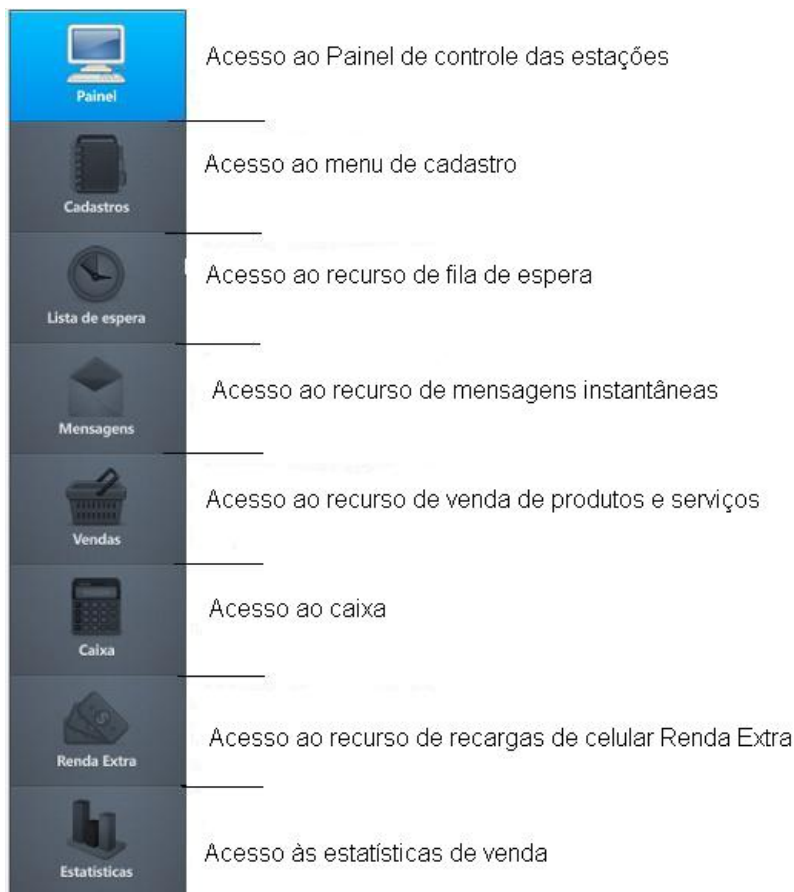 Acesso ao Painel de controle das estações
Painel
Acesso ao menu de cadastro
Cadastros
Acesso ao recurso de fila de espera
Lista de espera
Acesso ao recurso de mensagens instantâneas
Mensagens
Acesso ao recurso de venda de produtos e serviços
Vendas
Acesso ao caixa
Caixa
Acesso ao recurso de recargas de celular Renda Extra
Renda Extra
Acesso às estatísticas de venda
Estatísticas